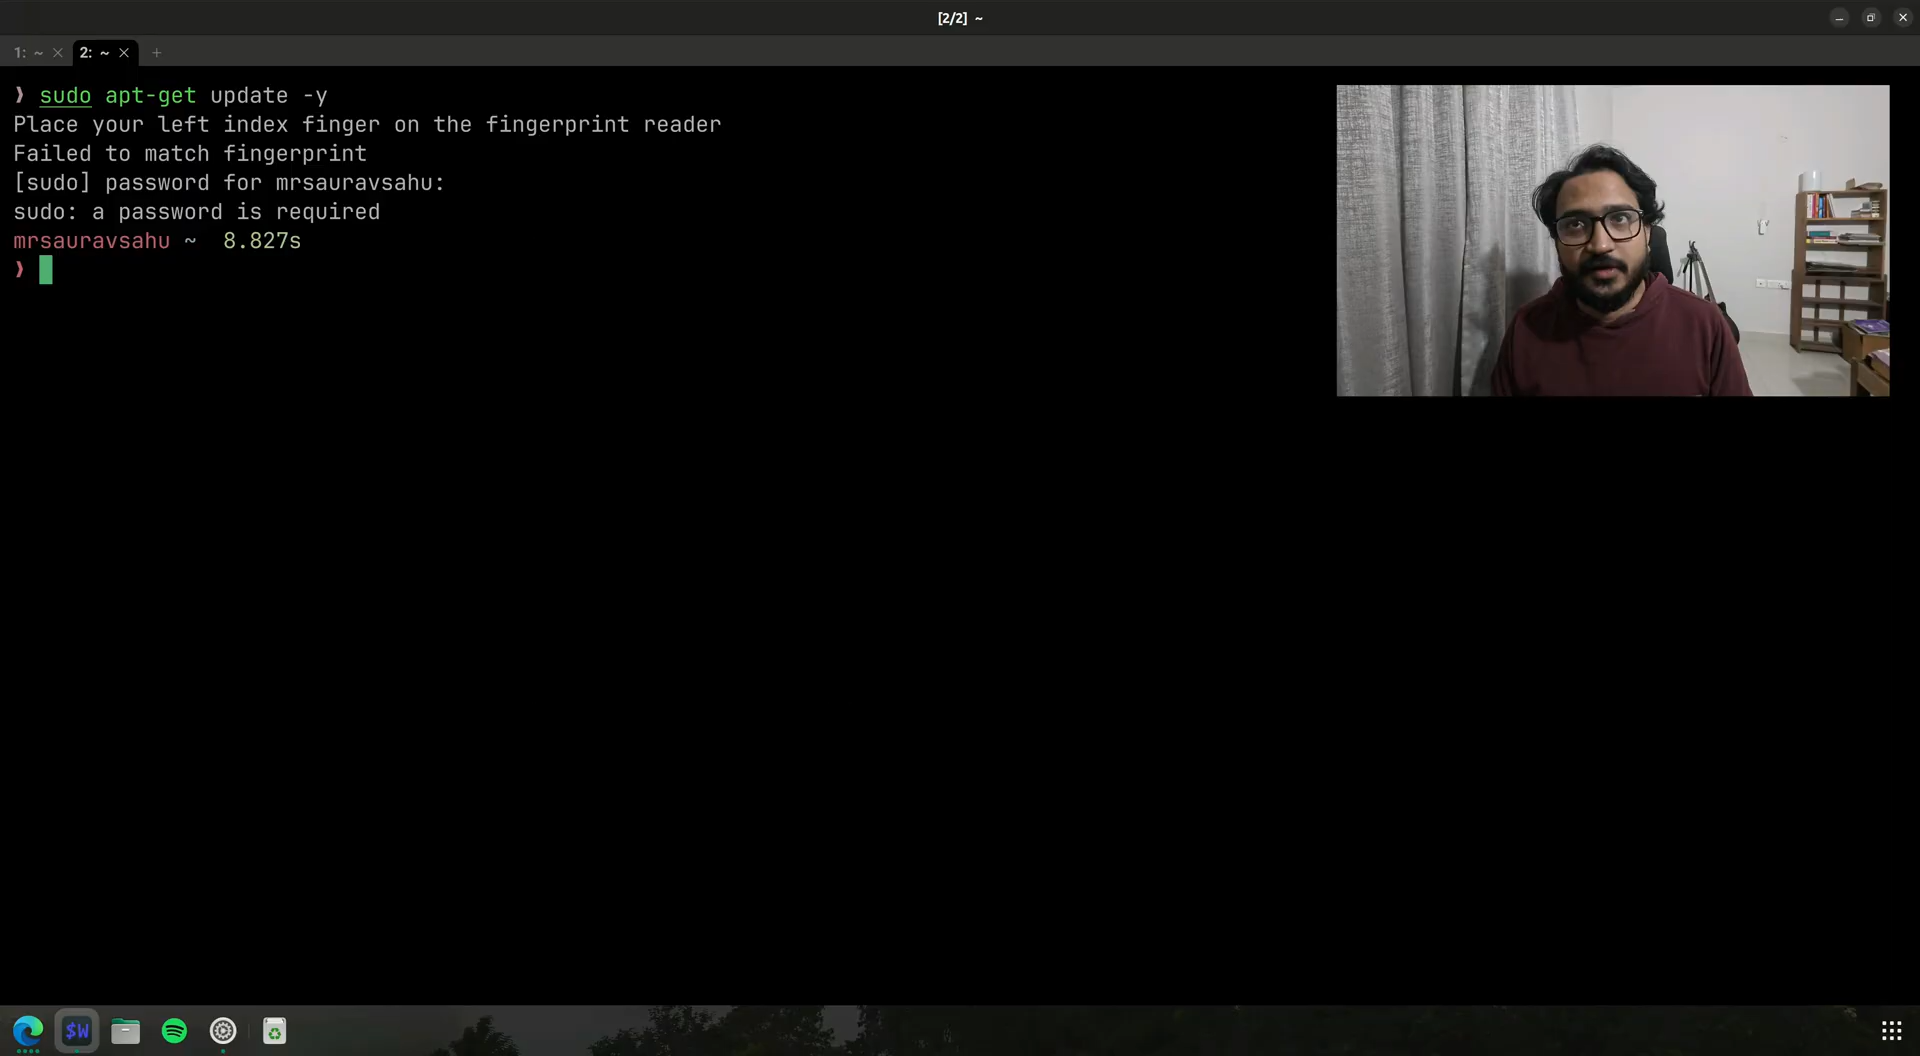 [2/2] ~
1: ~
2: ~
❫ sudo apt-get update -y
Place your left index finger on the fingerprint reader
Failed to match fingerprint
[sudo] password for mrsauravsahu:
sudo: a password is required
mrsauravsahu ~  8.827s
❫
$W